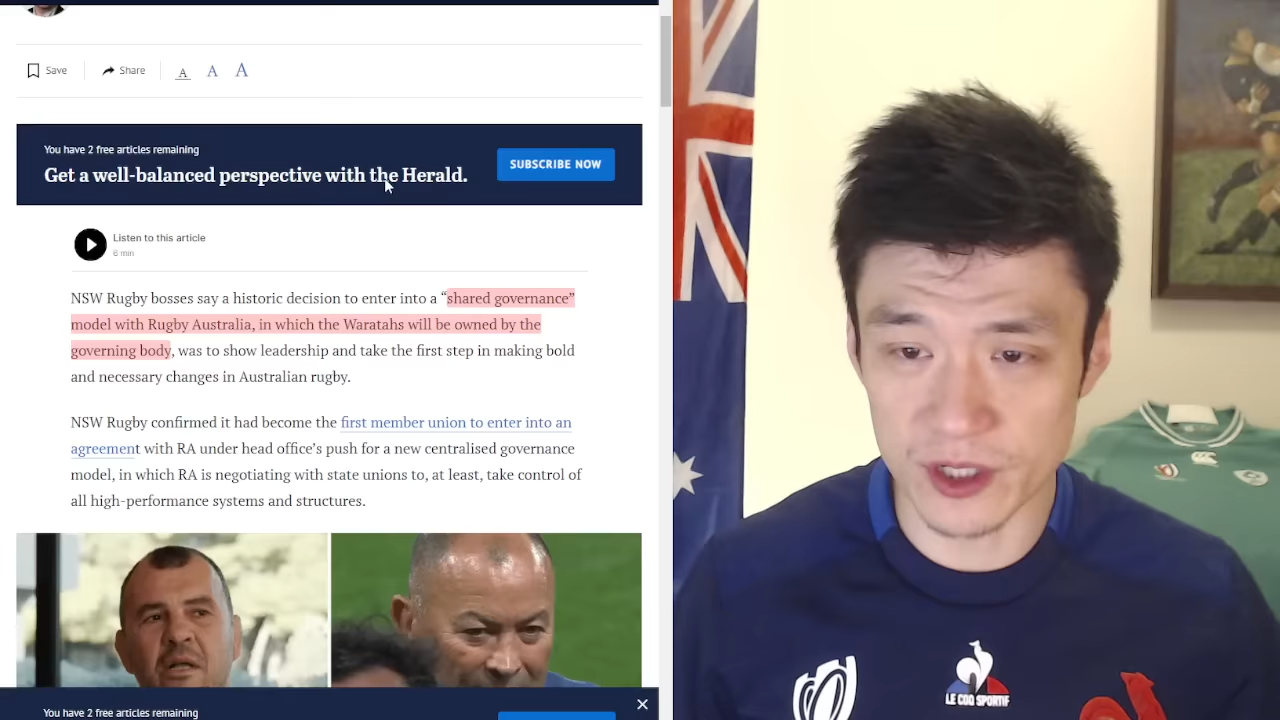 Save
Share
A A A
You have 2 free articles remaining
Get a well-balanced perspective with the Herald.
SUBSCRIBE NOW
Listen to this article
6 min
NSW Rugby bosses say a historic decision to enter into a “shared governance”
model with Rugby Australia, in which the Waratahs will be owned by the
governing body, was to show leadership and take the first step in making bold
and necessary changes in Australian rugby.
NSW Rugby confirmed it had become the first member union to enter into an
agreement with RA under head office’s push for a new centralised governance
model, in which RA is negotiating with state unions to, at least, take control of
all high-performance systems and structures.
You have 2 free articles remaining
LE COQ SPORTIF